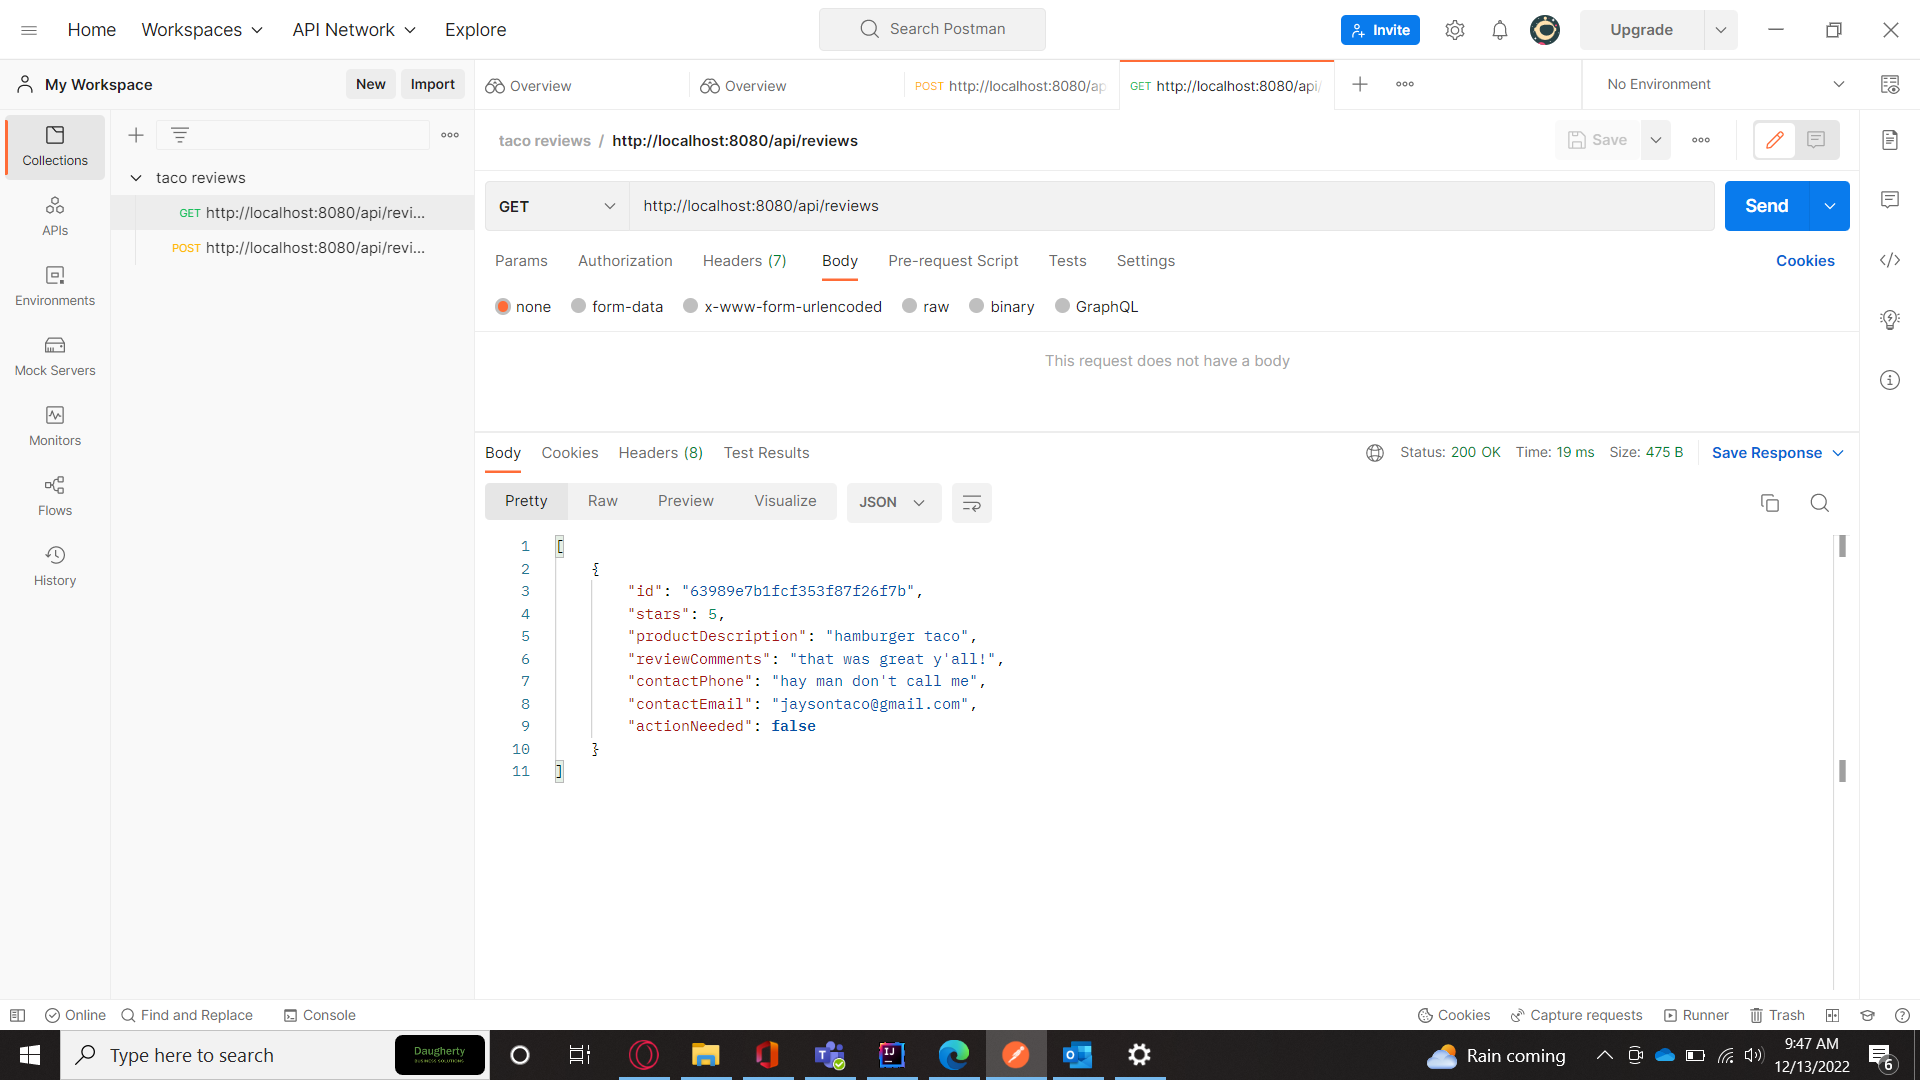 Home Workspaces API Network Explore Search Postman Invite Upgrade
My Workspace New Import Overview Overview POST http://localhost:8080/ap GET http://localhost:8080/api/ No Environment
Collections
APIs
Environments
Mock Servers
Monitors
Flows
History
taco reviews
GET http://localhost:8080/api/revi...
POST http://localhost:8080/api/revi...
taco reviews / http://localhost:8080/api/reviews Save
GET http://localhost:8080/api/reviews Send
Params Authorization Headers (7) Body Pre-request Script Tests Settings Cookies
none form-data x-www-form-urlencoded raw binary GraphQL
This request does not have a body
Body Cookies Headers (8) Test Results Status: 200 OK Time: 19 ms Size: 475 B Save Response
Pretty Raw Preview Visualize JSON
1 [
2 {
3 "id": "63989e7b1fcf353f87f26f7b",
4 "stars": 5,
5 "productDescription": "hamburger taco",
6 "reviewComments": "that was great y'all!",
7 "contactPhone": "hay man don't call me",
8 "contactEmail": "jaysontaco@gmail.com",
9 "actionNeeded": false
10 }
11 ]
Online Find and Replace Console Cookies Capture requests Runner Trash
Type here to search Daugherty BUSINESS SOLUTIONS Rain coming 9:47 AM
12/13/2022 6